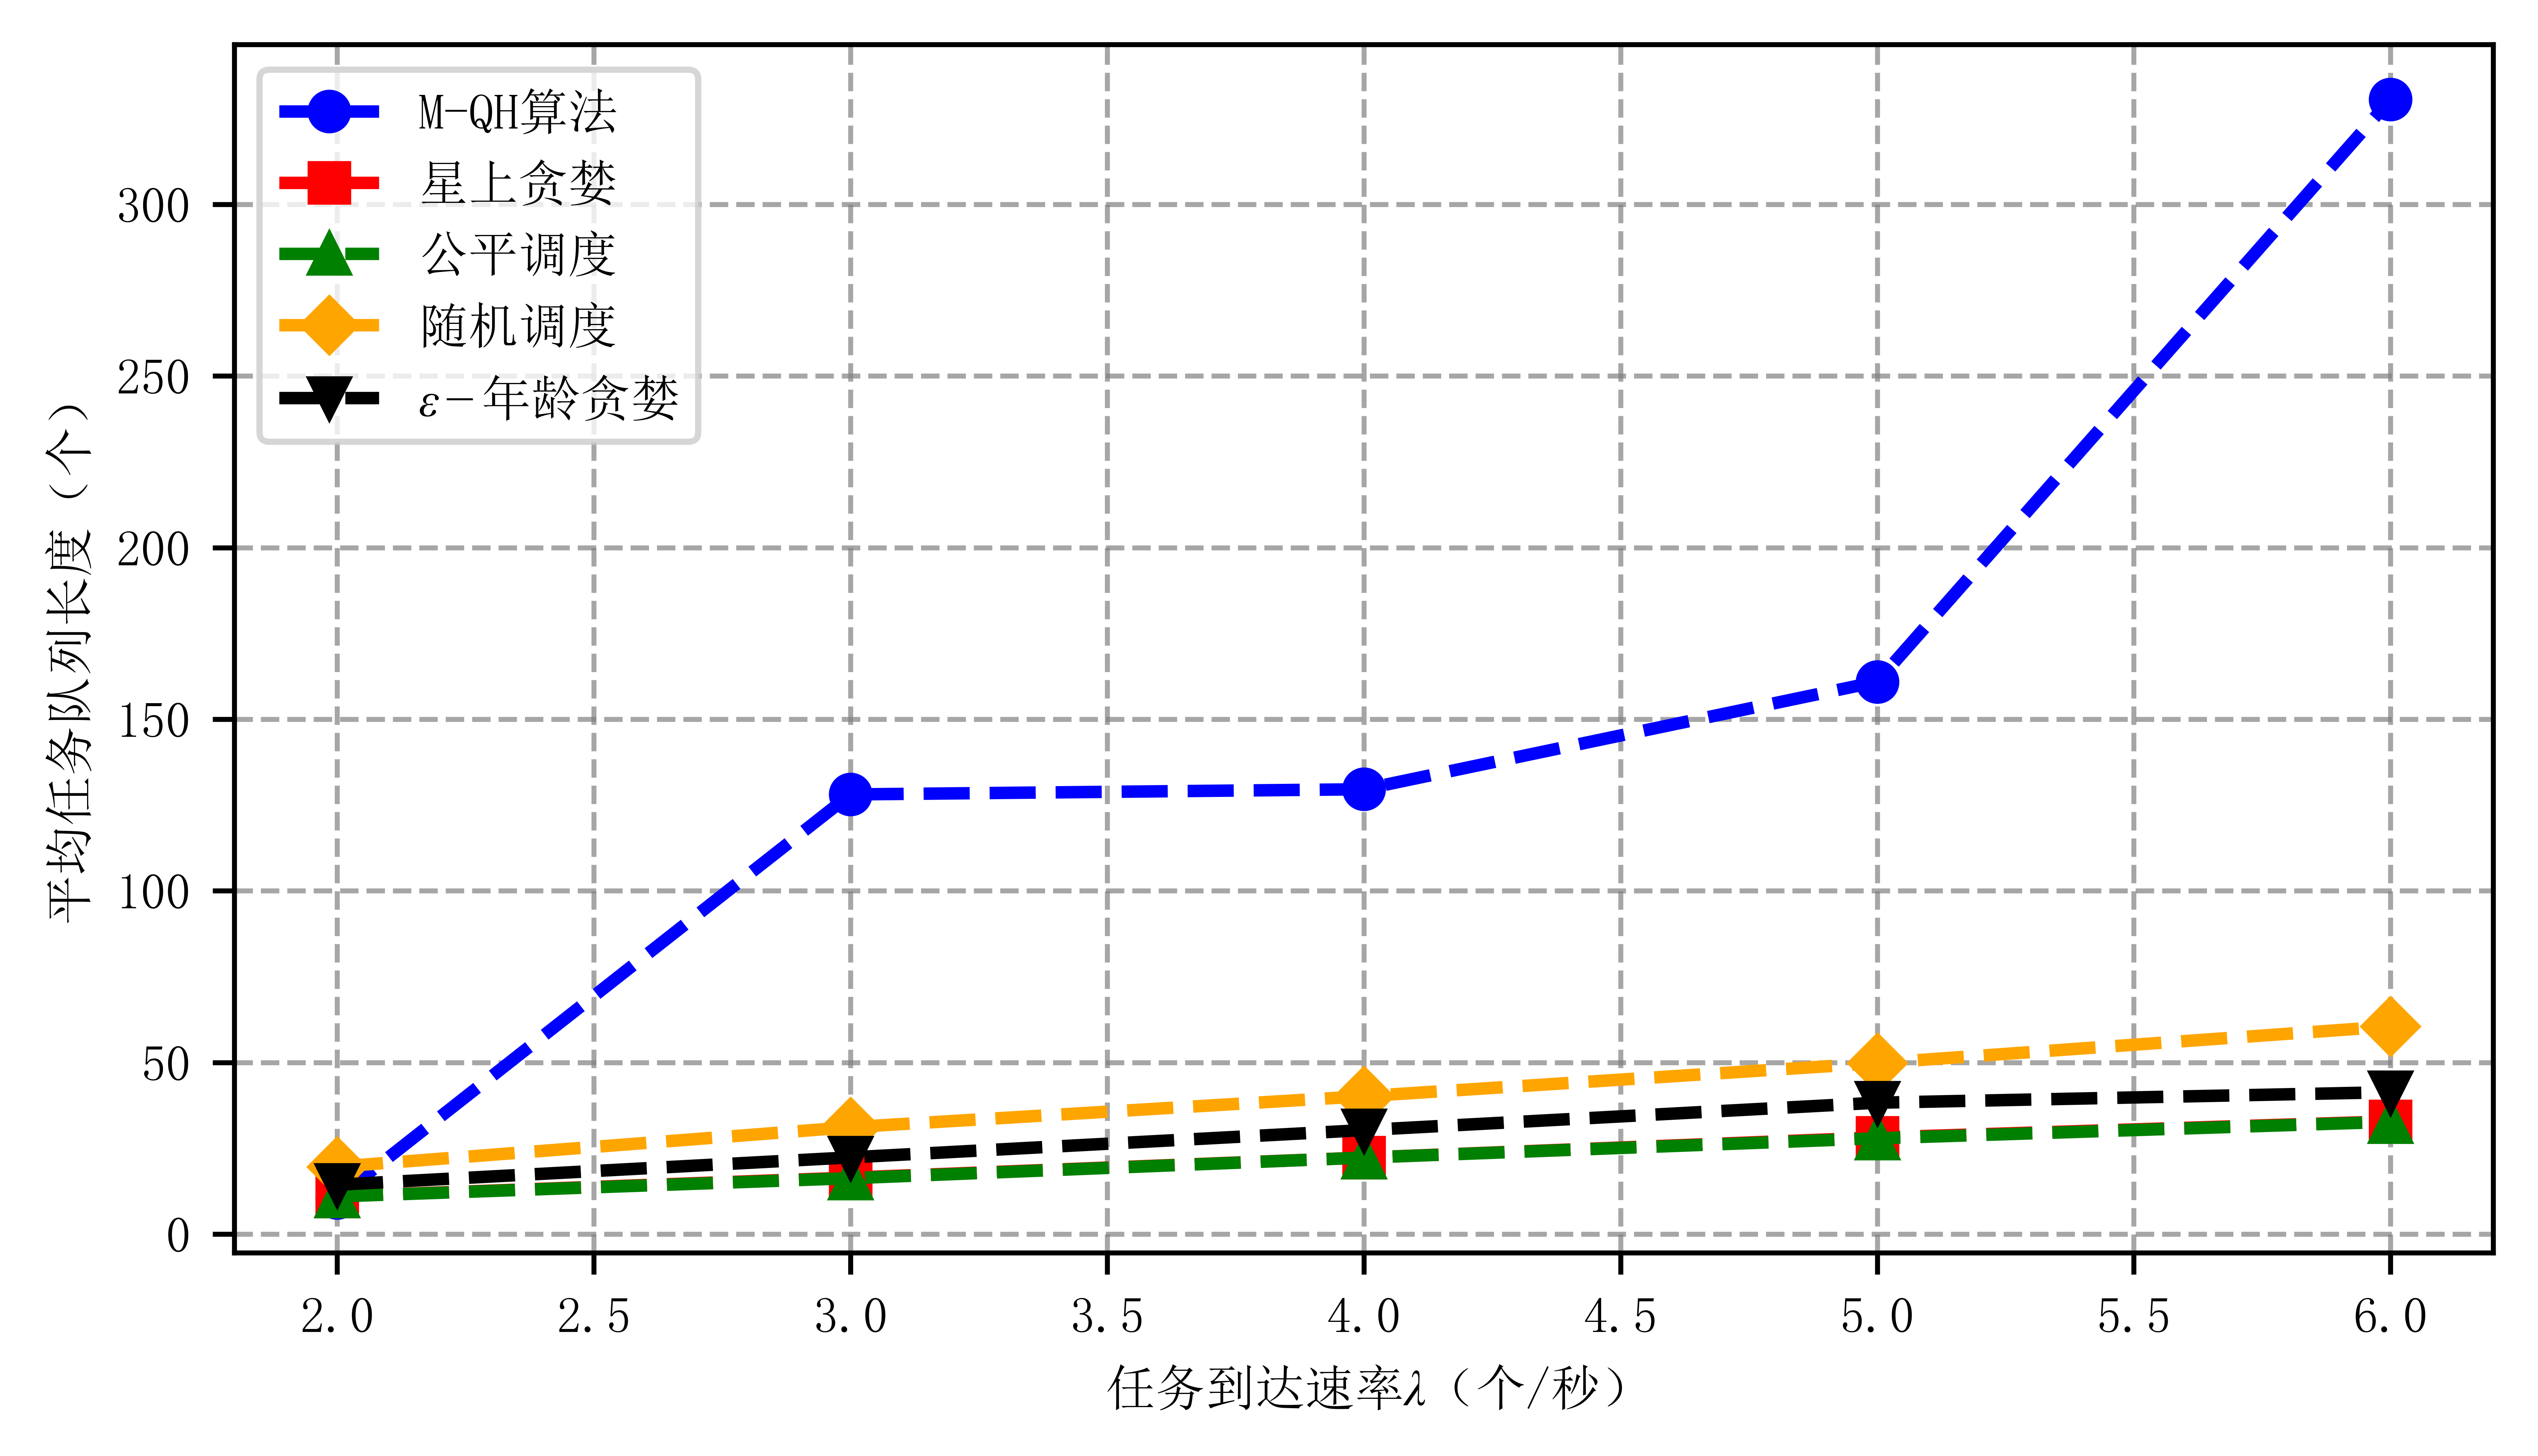 M-QH算法
星上贪婪
公平调度
随机调度
ε-年龄贪婪
平均任务队列长度（个）
300
250
200
150
100
50
0
2.0 2.5 3.0 3.5 4.0 4.5 5.0 5.5 6.0
任务到达速率λ（个/秒）